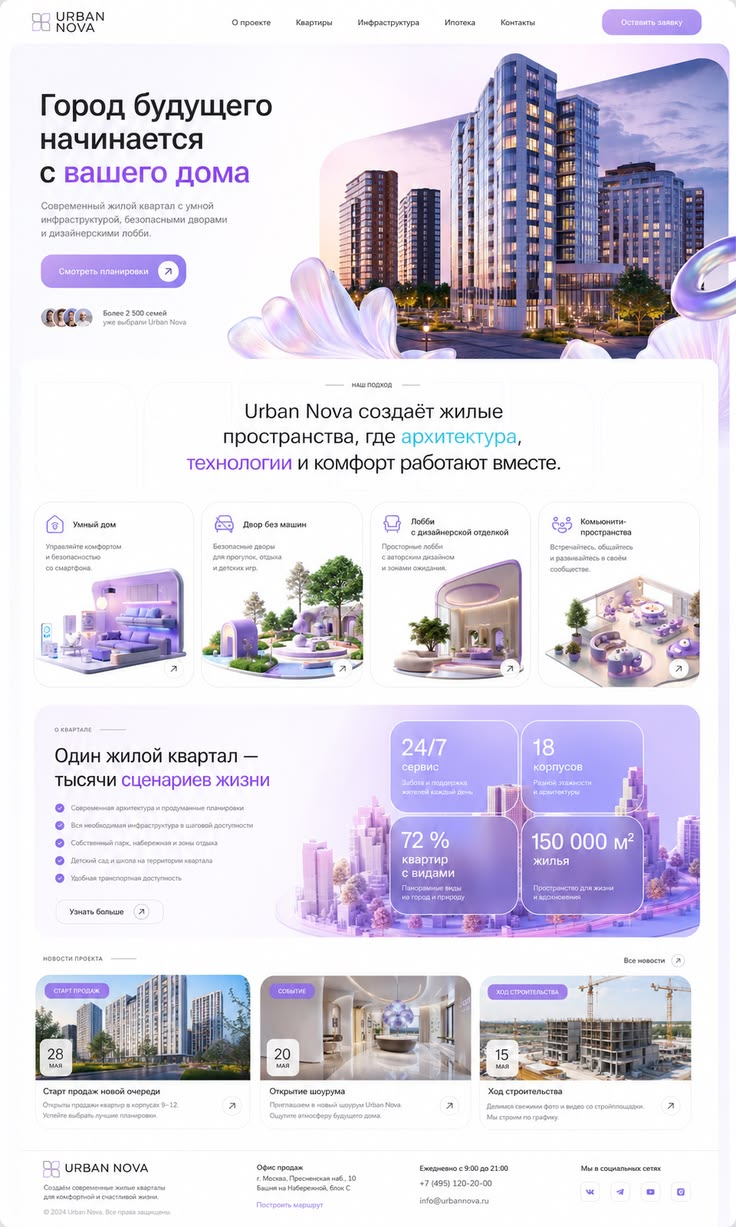 URBAN
NOVA
О проекте
Квартиры
Инфраструктура
Ипотека
Контакты
Оставить заявку
Город будущего
начинается
с вашего дома
Современный жилой квартал с умной
инфраструктурой, безопасными дворами
и дизайнерскими лобби.
Смотреть планировки
Более 2 500 семей
уже выбрали Urban Nova
НАШ ПОДХОД
Urban Nova создаёт жилые
пространства, где архитектура,
технологии и комфорт работают вместе.
Умный дом
Управляйте комфортом
и безопасностью
со смартфона.
Двор без машин
Безопасные дворы
для прогулок, отдыха
и детских игр.
Лобби
с дизайнерской отделкой
Просторные лобби
с авторским дизайном
и зонами ожидания.
Комьюнити-
пространства
Встречайтесь, общайтесь
и развивайтесь в своём
сообществе.
О КВАРТАЛЕ
Один жилой квартал —
тысячи сценариев жизни
Современная архитектура и продуманные планировки
Вся необходимая инфраструктура в шаговой доступности
Собственный парк, набережная и зоны отдыха
Детский сад и школа на территории квартала
Удобная транспортная доступность
Узнать больше
24/7
сервис
Забота и поддержка
жителей каждый день
18
корпусов
Разной этажности
и архитектуры
72 %
квартир
с видами
Панорамные виды
на город и природу
150 000 м²
жилья
Пространство для жизни
и вдохновения
НОВОСТИ ПРОЕКТА
Все новости
СТАРТ ПРОДАЖ
28
МАЯ
Старт продаж новой очереди
Открыты продажи квартир в корпусах 9–12.
Успейте выбрать лучшие планировки.
СОБЫТИЕ
20
МАЯ
Открытие шоурума
Приглашаем в новый шоурум Urban Nova.
Ощутите атмосферу будущего дома.
ХОД СТРОИТЕЛЬСТВА
15
МАЯ
Ход строительства
Делимся свежими фото и видео со стройплощадки.
Мы строим по графику.
URBAN NOVA
Создаём современные жилые кварталы
для комфортной и счастливой жизни.
© 2024 Urban Nova. Все права защищены.
Офис продаж
г. Москва, Пресненская наб., 10
Башня на Набережной, блок С
Построить маршрут
Ежедневно с 9:00 до 21:00
+7 (495) 120-20-00
info@urbannova.ru
Мы в социальных сетях